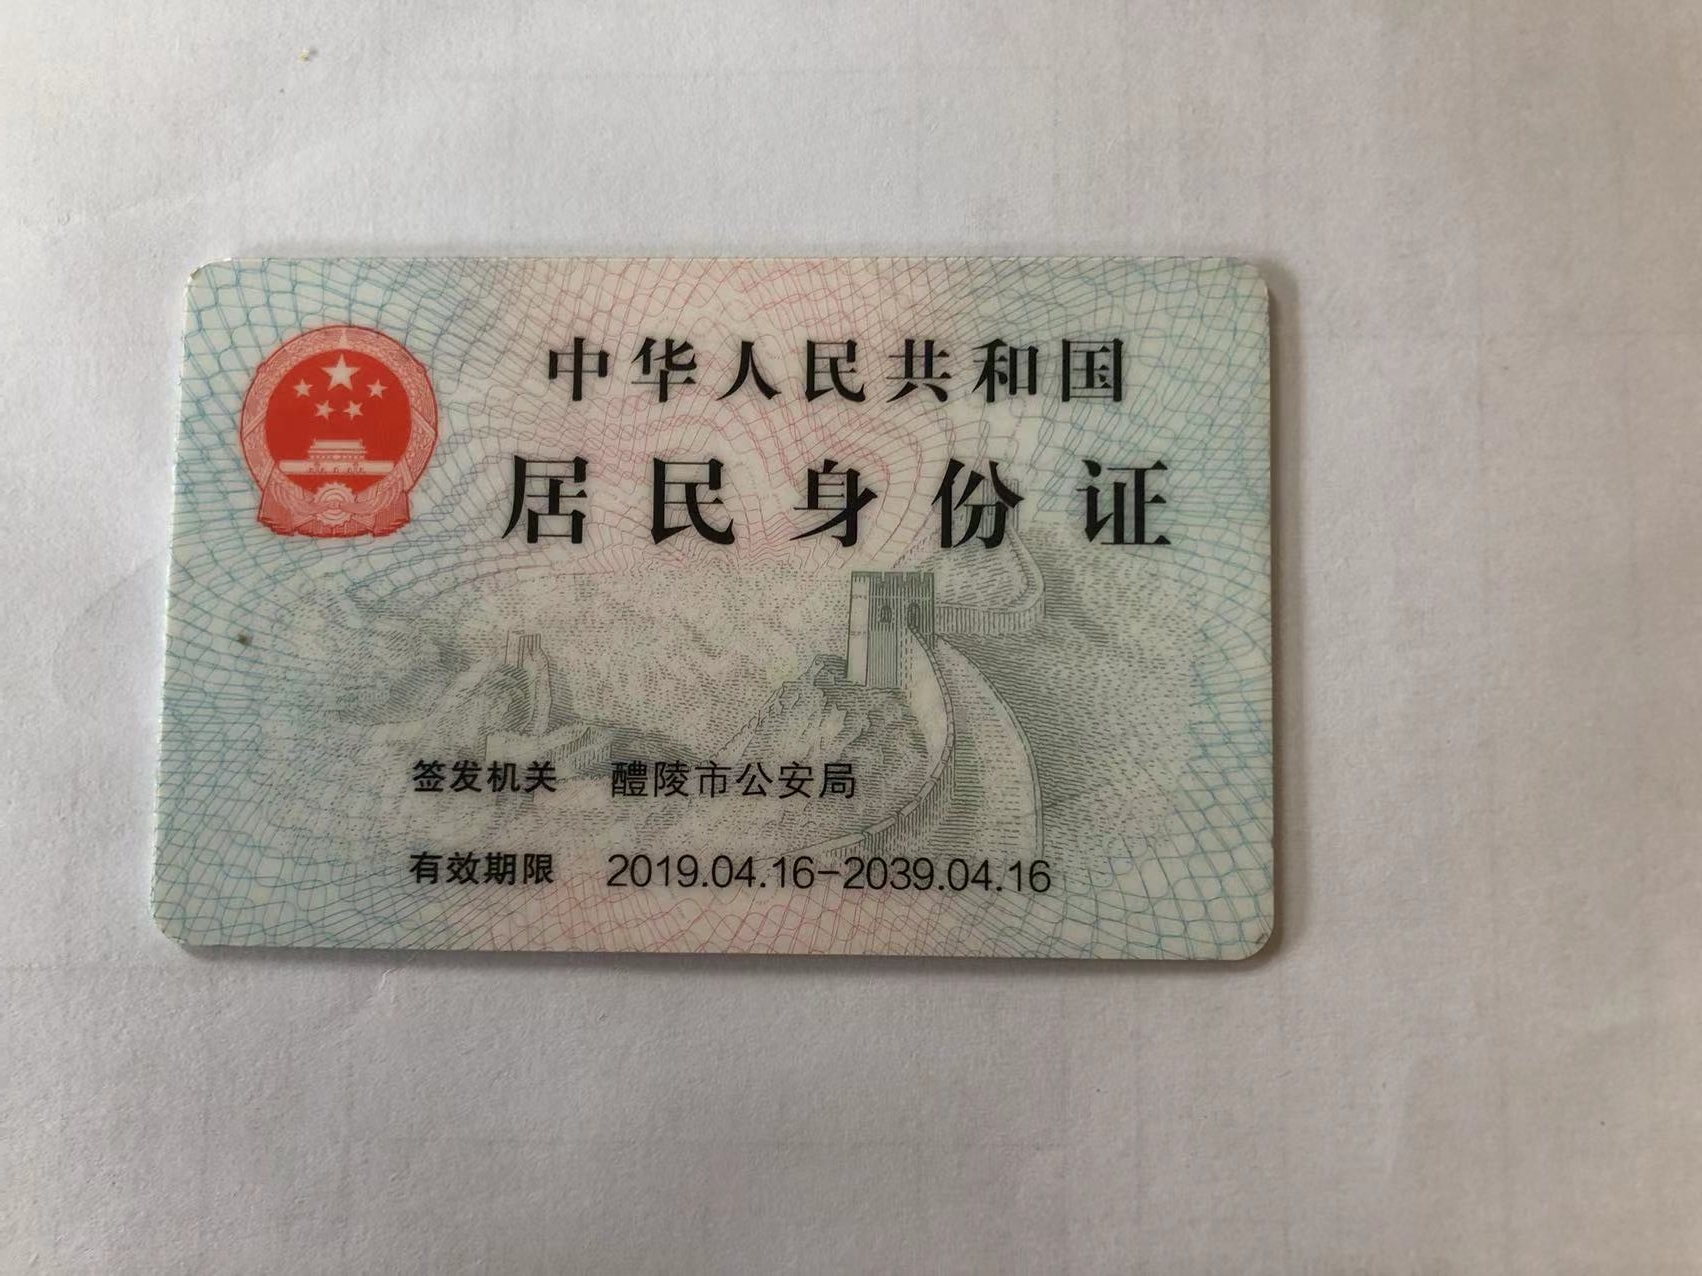 中华人民共和国
居民身份证
签发机关 醴陵市公安局
有效期限 2019.04.16-2039.04.16